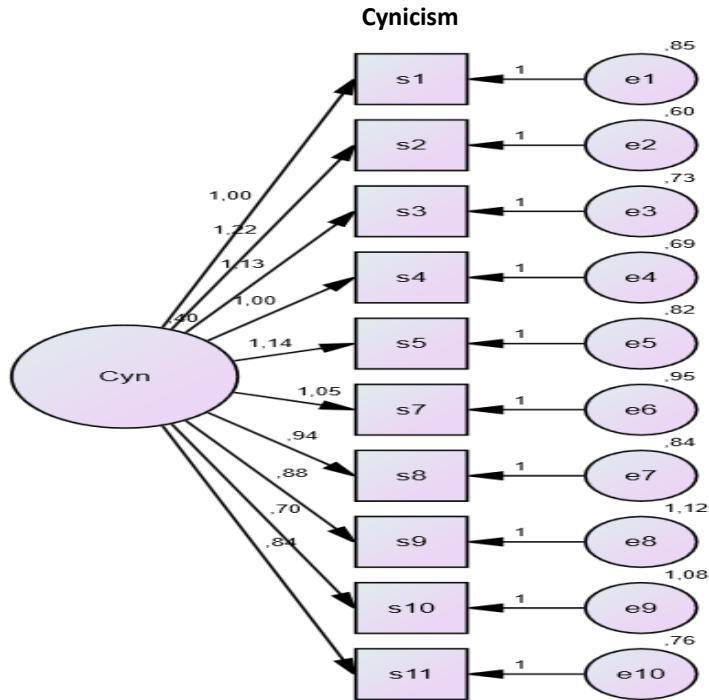 Cynicism
,85
s1
1
e1
,60
s2
1
e2
,73
s3
1
e3
,69
s4
1
e4
,82
s5
1
e5
,95
s7
1
e6
,84
s8
1
e7
1,12
s9
1
e8
1,08
s10
1
e9
,76
s11
1
e10
1,00
1,22
1,13
1,00
,40
1,14
Cyn
1,05
,94
,88
,70
,84